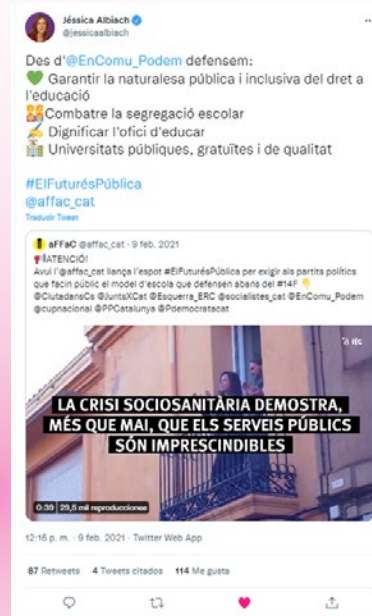 Jéssica Albiach
@jessicaalbiach
Des d'@EnComu_Podem defensem:
💚 Garantir la naturalesa pública i inclusiva del dret a
l'educació
Combatre la segregació escolar
✍ Dignificar l'ofici d'educar
🏫 Universitats públiques, gratuïtes i de qualitat
#ElFuturésPública
@affac_cat
Traducir Tweet
aFFaC @affac_cat · 9 feb. 2021
ATENCIÓ!
Avui l'@affac_cat llança l'espot #ElFuturésPública per exigir als partits polítics
que facin públic el model d'escola que defensen abans del #14F 👇
@CiutadansCs @JuntsXCat @Esquerra_ERC @socialistes_cat @EnComu_Podem
@cupnacional @PPCatalunya @Pdemocratacat
LA CRISI SOCIOSANITÀRIA DEMOSTRA,
MÉS QUE MAI, QUE ELS SERVEIS PÚBLICS
SÓN IMPRESCINDIBLES
0:39 29,5 mil reproducciones
12:16 p. m. · 9 feb. 2021 · Twitter Web App
87 Retweets 4 Tweets citados 114 Me gusta